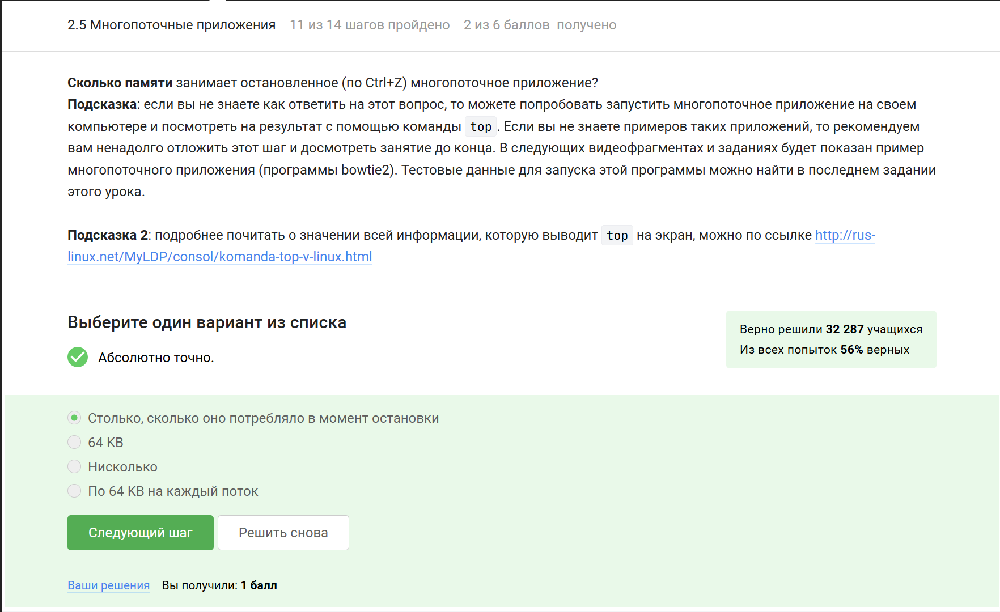 2.5 Многопоточные приложения 11 из 14 шагов пройдено 2 из 6 баллов получено
Сколько памяти занимает остановленное (по Ctrl+Z) многопоточное приложение?
Подсказка: если вы не знаете как ответить на этот вопрос, то можете попробовать запустить многопоточное приложение на своем
компьютере и посмотреть на результат с помощью команды top. Если вы не знаете примеров таких приложений, то рекомендуем
вам ненадолго отложить этот шаг и досмотреть занятие до конца. В следующих видеофрагментах и заданиях будет показан пример
многопоточного приложения (программы bowtie2). Тестовые данные для запуска этой программы можно найти в последнем задании
этого урока.
Подсказка 2: подробнее почитать о значении всей информации, которую выводит top на экран, можно по ссылке http://rus-
linux.net/MyLDP/consol/komanda-top-v-linux.html
Выберите один вариант из списка
Абсолютно точно.
Верно решили 32 287 учащихся
Из всех попыток 56% верных
Столько, сколько оно потребляло в момент остановки
64 KB
Нисколько
По 64 KB на каждый поток
Следующий шаг Решить снова
Ваши решения Вы получили: 1 балл